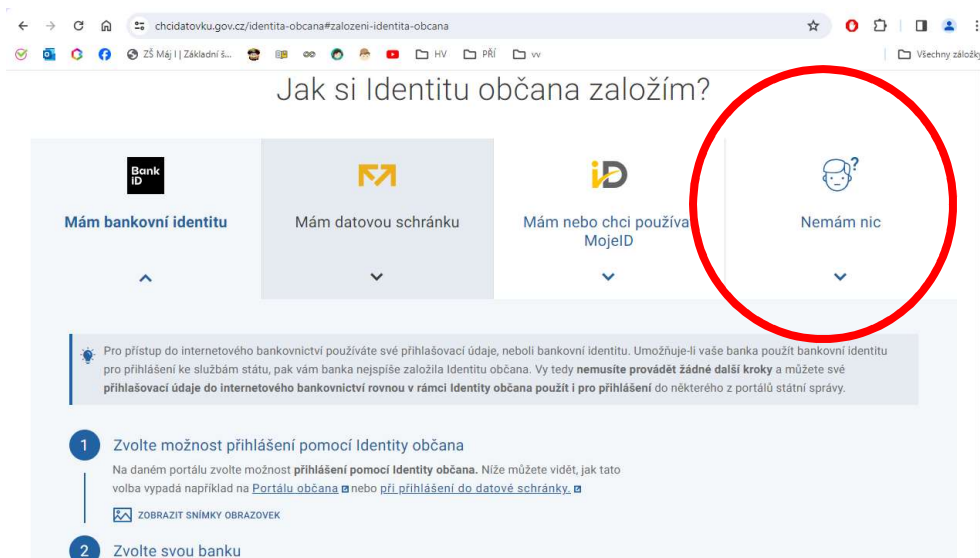 chcidatovku.gov.cz/identita-obcana#zalozeni-identita-obcana
ZŠ Máj I | Základní š...
HV
PŘÍ
vv
Všechny záložky
Jak si Identitu občana založím?
Bank iD
Mám bankovní identitu
Mám datovou schránku
iD
Mám nebo chci používa
MojeID
?
Nemám nic
Pro přístup do internetového bankovnictví používáte své přihlašovací údaje, neboli bankovní identitu. Umožňuje-li vaše banka použít bankovní identitu
pro přihlášení ke službám státu, pak vám banka nejspíše založila Identitu občana. Vy tedy nemusíte provádět žádné další kroky a můžete své
přihlašovací údaje do internetového bankovnictví rovnou v rámci Identity občana použít i pro přihlášení do některého z portálů státní správy.
1 Zvolte možnost přihlášení pomocí Identity občana
Na daném portálu zvolte možnost přihlášení pomocí Identity občana. Níže můžete vidět, jak tato
volba vypadá například na Portálu občana nebo při přihlášení do datové schránky.
ZOBRAZIT SNÍMKY OBRAZOVEK
2 Zvolte svou banku